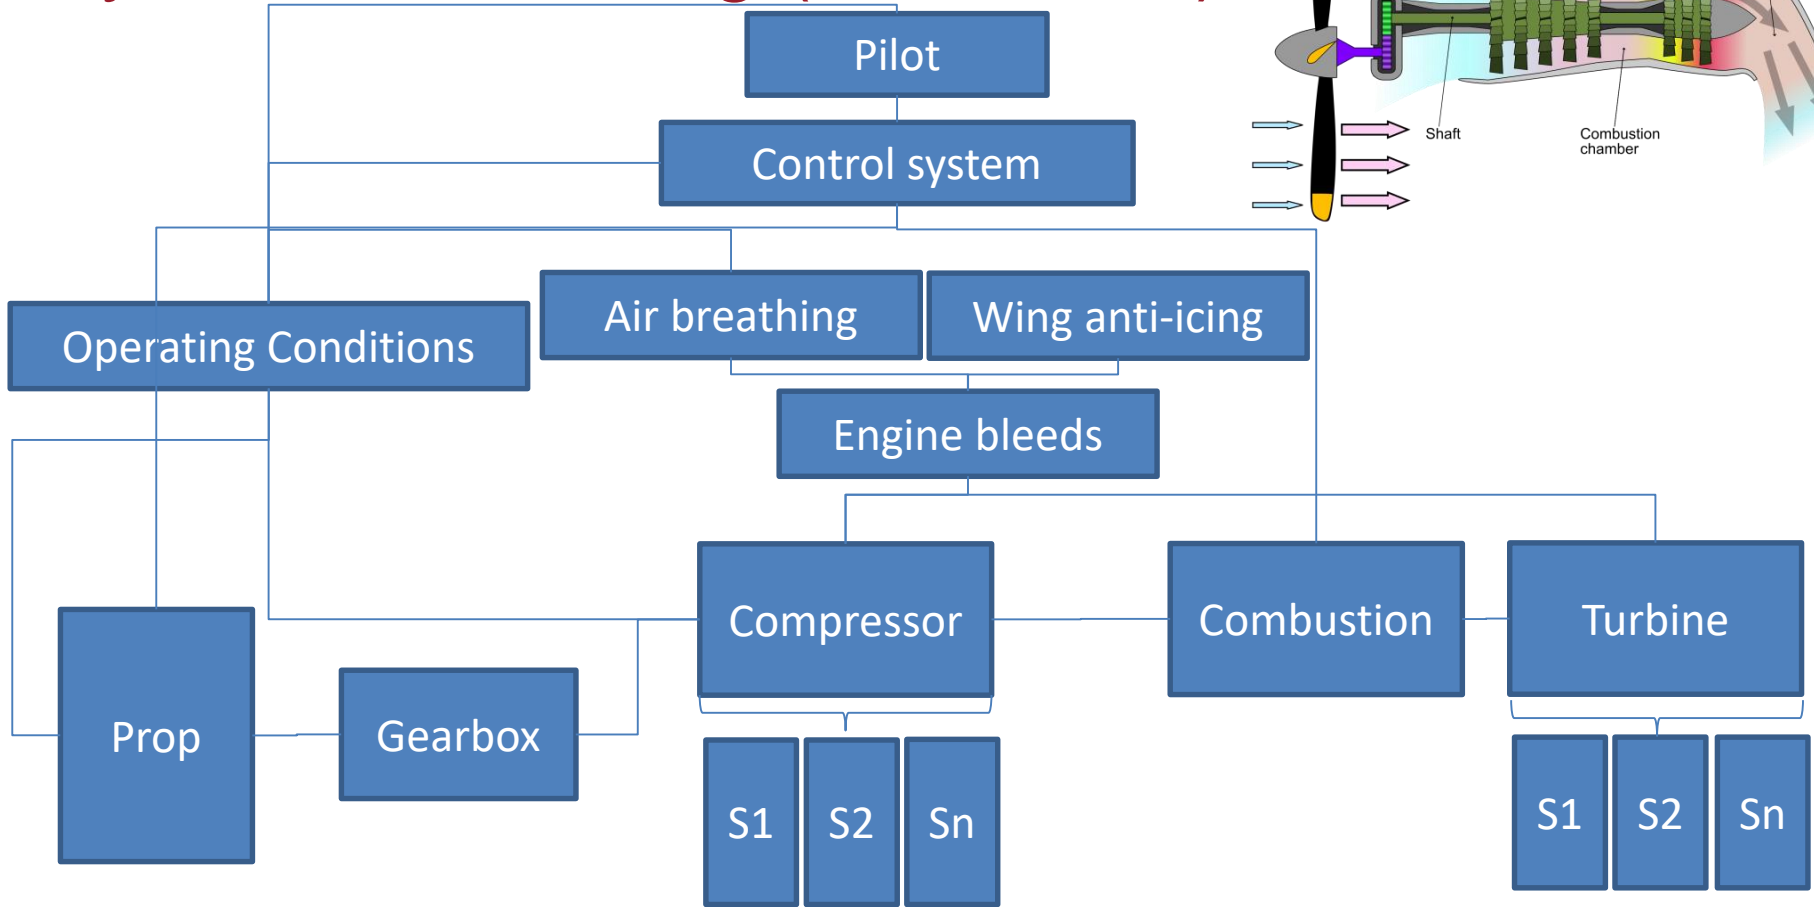 Pilot
Control system
Shaft
Combustion
chamber
Air breathing
Wing anti-icing
Operating Conditions
Engine bleeds
Compressor
Combustion
Turbine
Prop
Gearbox
S1
S2
Sn
S1
S2
Sn